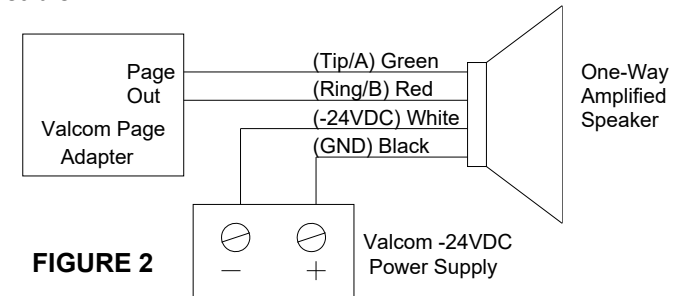 Page
Out
Valcom Page
Adapter
(Tip/A) Green
(Ring/B) Red
(-24VDC) White
(GND) Black
One-Way
Amplified
Speaker
FIGURE 2
Valcom -24VDC
Power Supply
− +